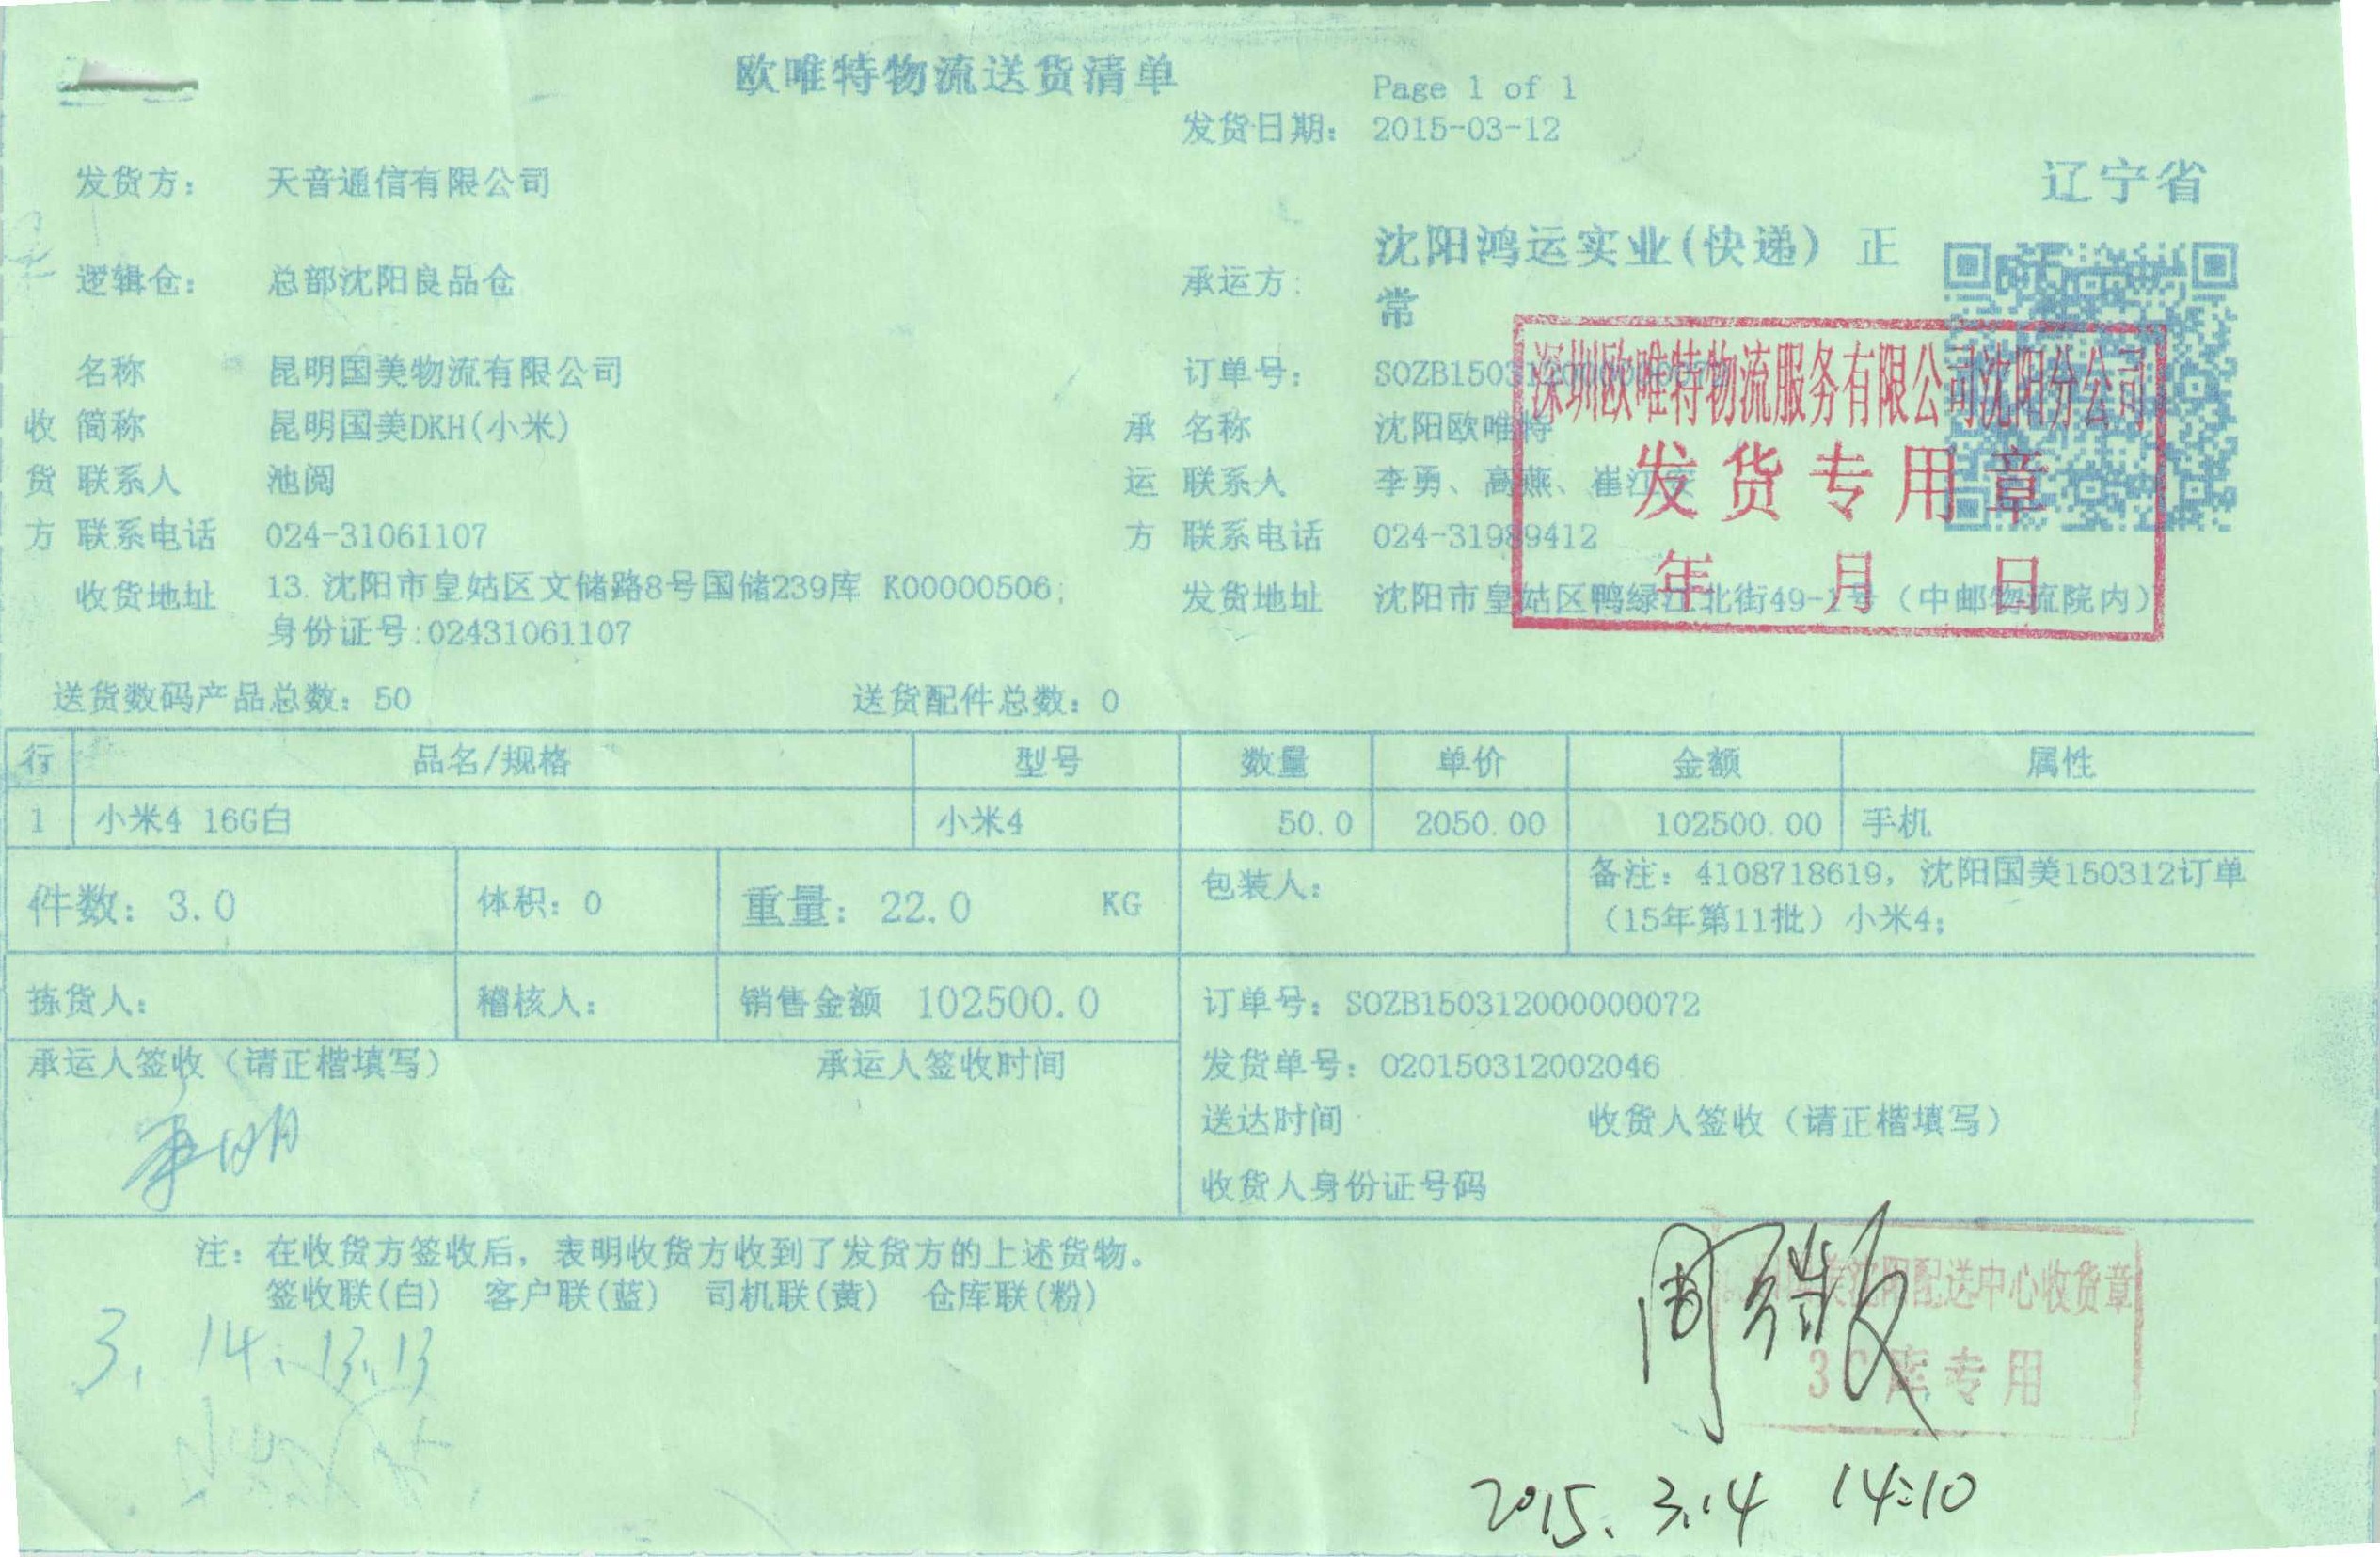 欧唯特物流送货清单
Page 1 of 1
发货日期: 2015-03-12
辽宁省
发货方: 天音通信有限公司
逻辑仓: 总部沈阳良品仓
承运方: 沈阳鸿运实业(快递) 正
常
名称 昆明国美物流有限公司
订单号: SOZB150312000000072
收 简称 昆明国美DKH(小米)
承 名称 沈阳欧唯特
货 联系人 池阅
运 联系人 李勇、高燕、崔江安
方 联系电话 024-31061107
方 联系电话 024-31989412
收货地址 13. 沈阳市皇姑区文储路8号国储239库 K00000506;
身份证号:02431061107
发货地址 沈阳市皇姑区鸭绿江北街49-1号 (中邮物流院内)
深圳欧唯特物流服务有限公司沈阳分公司
发货专用章
年 月 日
送货数码产品总数: 50 送货配件总数: 0
行 品名/规格 型号 数量 单价 金额 属性
1 小米4 16G白 小米4 50.0 2050.00 102500.00 手机
件数: 3.0 体积: 0 重量: 22.0 KG 包装人:
备注: 4108718619, 沈阳国美150312订单
(15年第11批) 小米4;
拣货人: 稽核人: 销售金额 102500.0
订单号: SOZB150312000000072
承运人签收 (请正楷填写) 承运人签收时间
发货单号: 020150312002046
送达时间 收货人签收 (请正楷填写)
收货人身份证号码
注: 在收货方签收后, 表明收货方收到了发货方的上述货物。
签收联(白) 客户联(蓝) 司机联(黄) 仓库联(粉)
沈阳配送中心收货章
3C库专用
3. 14. 13.13
2015. 3.14 14:10